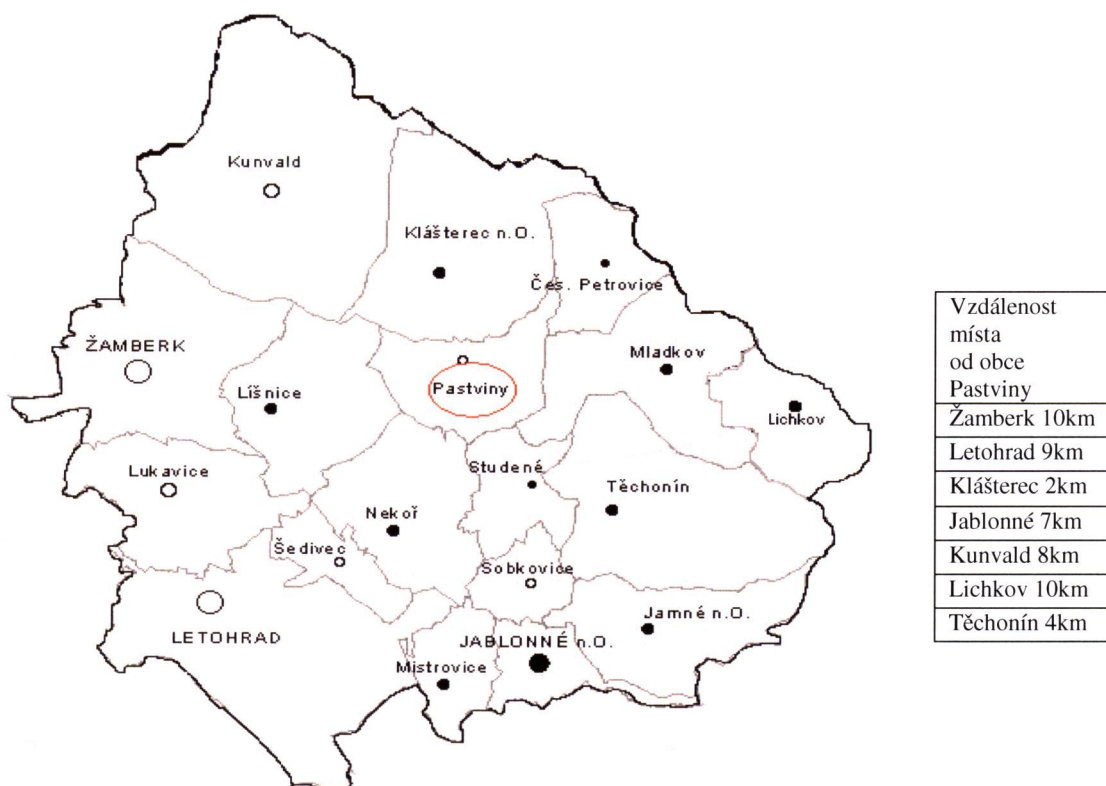 Kunvald
Klášterec n.O.
Čes. Petrovice
ŽAMBERK
Mladkov
Líšnice
Pastviny
Lichkov
Lukavice
Studené
Těchonín
Nekoř
Šedivec
Sobkovice
Jamné n.O.
LETOHRAD
JABLONNÉ n.O.
Mistrovice
Vzdálenost
místa
od obce
Pastviny
Žamberk 10km
Letohrad 9km
Klášterec 2km
Jablonné 7km
Kunvald 8km
Lichkov 10km
Těchonín 4km